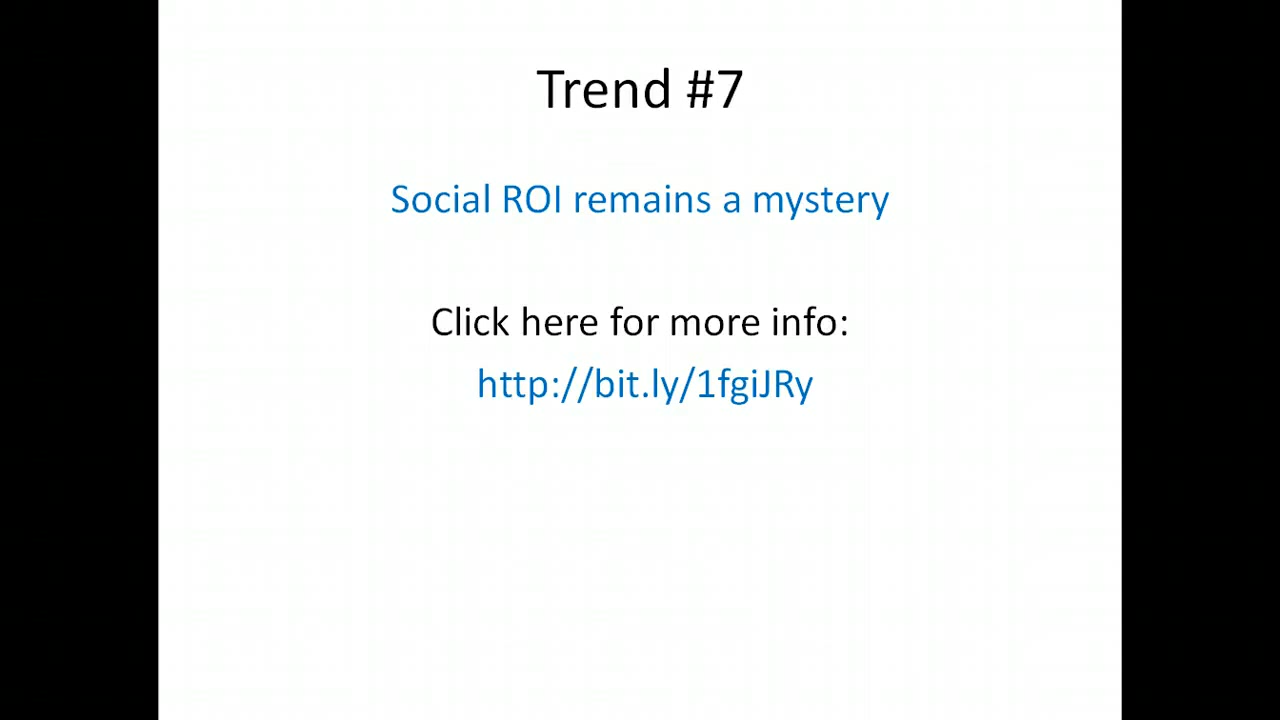 Trend #7
Social ROI remains a mystery
Click here for more info:
http://bit.ly/1fgiJRy